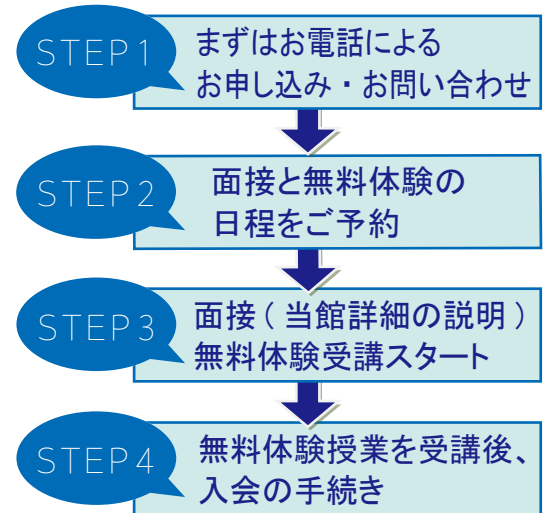 STEP1
まずはお電話による
お申し込み・お問い合わせ
STEP2
面接と無料体験の
日程をご予約
STEP3
面接(当館詳細の説明)
無料体験受講スタート
STEP4
無料体験授業を受講後、
入会の手続き